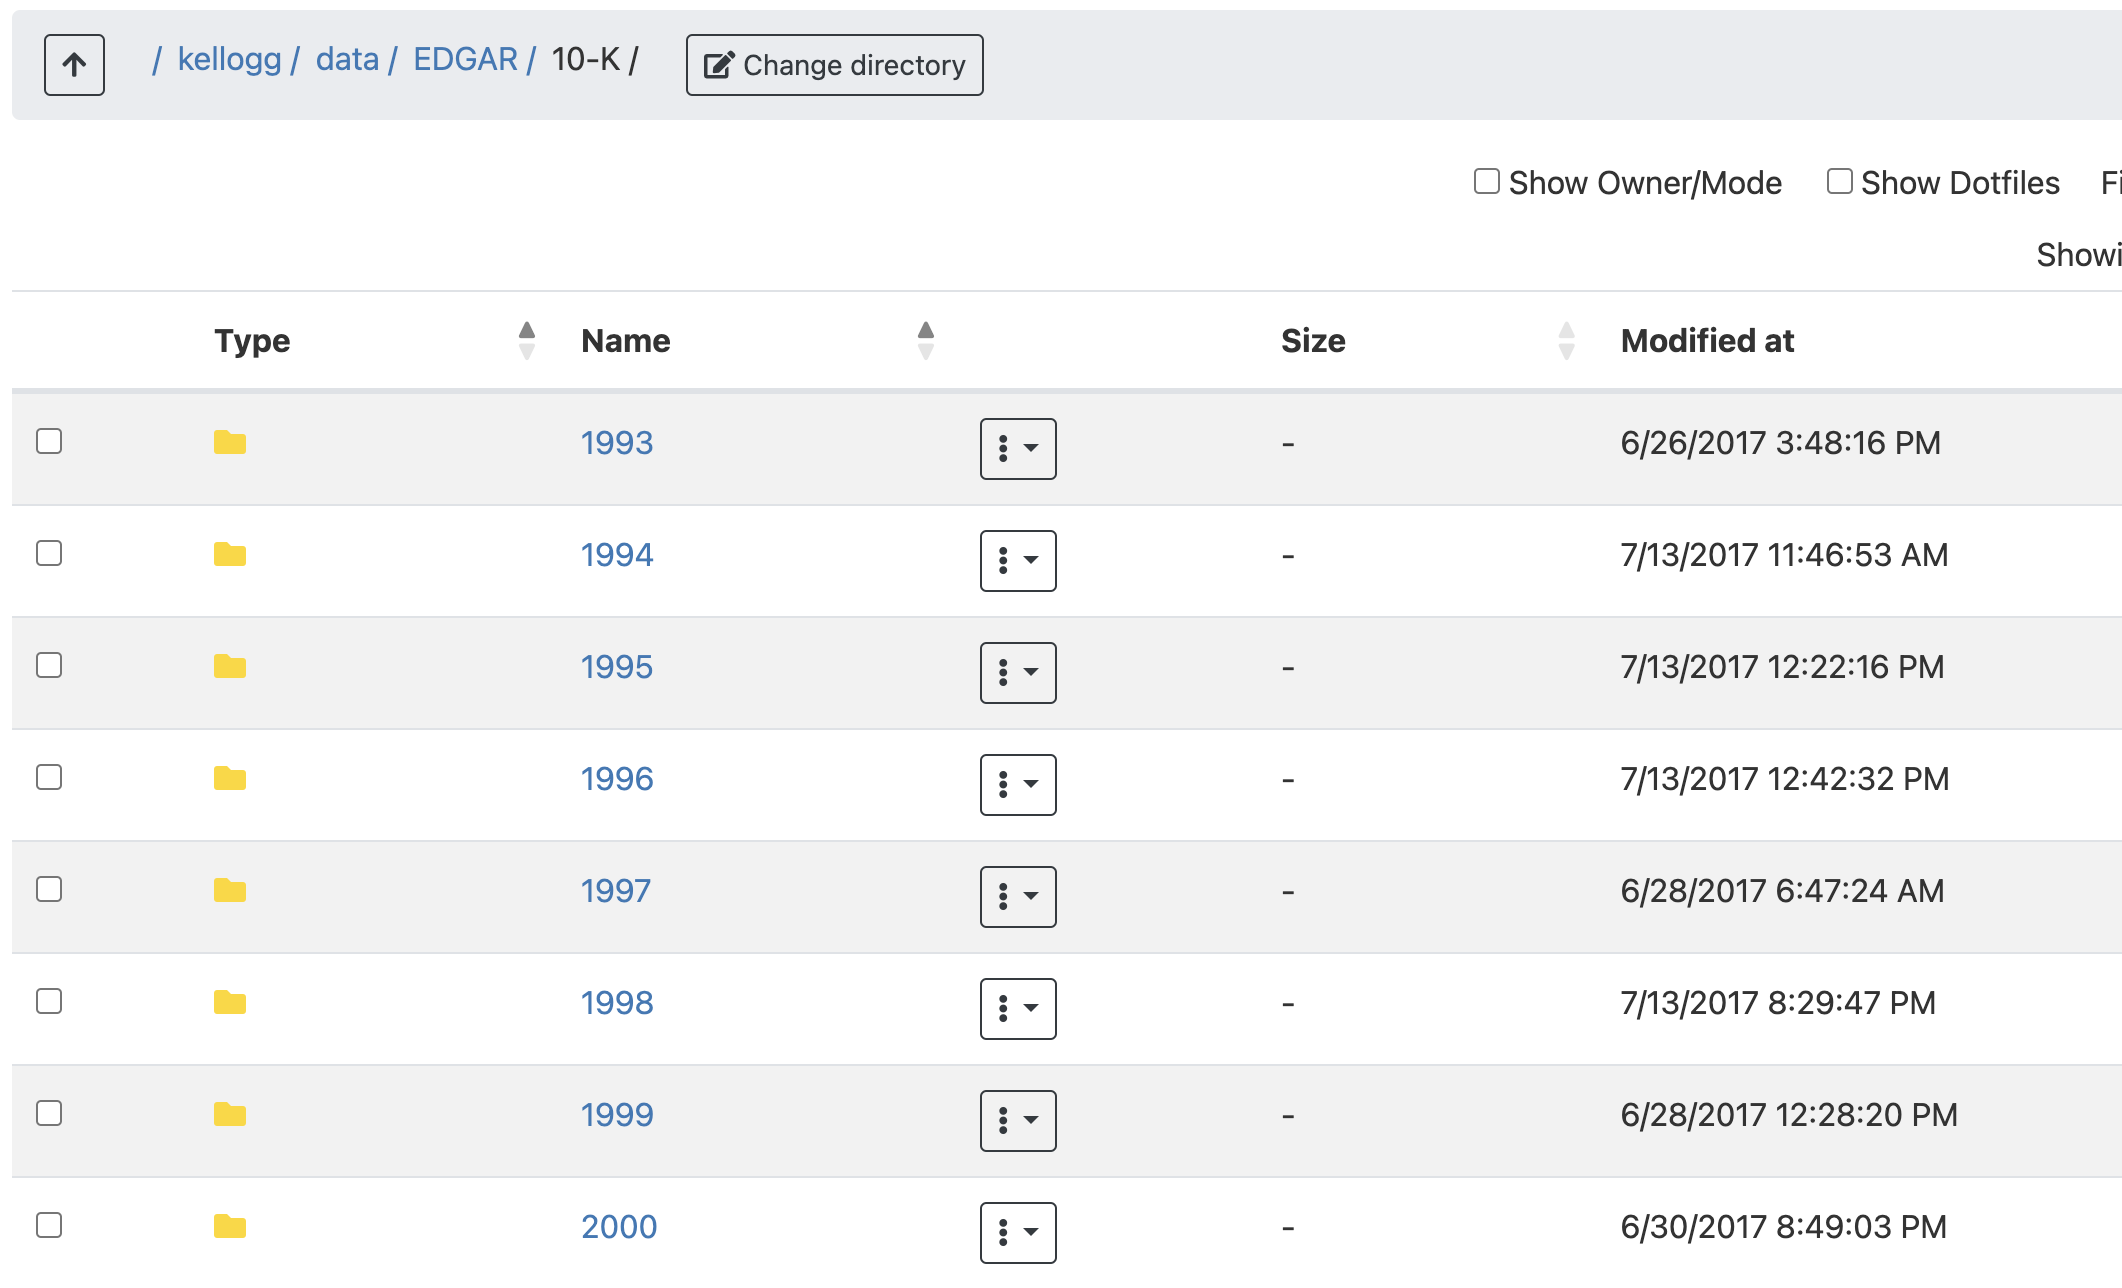 / kellogg / data / EDGAR / 10-K / Change directory
Show Owner/Mode Show Dotfiles Fi
Showi
Type Name Size Modified at
1993 - 6/26/2017 3:48:16 PM
1994 - 7/13/2017 11:46:53 AM
1995 - 7/13/2017 12:22:16 PM
1996 - 7/13/2017 12:42:32 PM
1997 - 6/28/2017 6:47:24 AM
1998 - 7/13/2017 8:29:47 PM
1999 - 6/28/2017 12:28:20 PM
2000 - 6/30/2017 8:49:03 PM